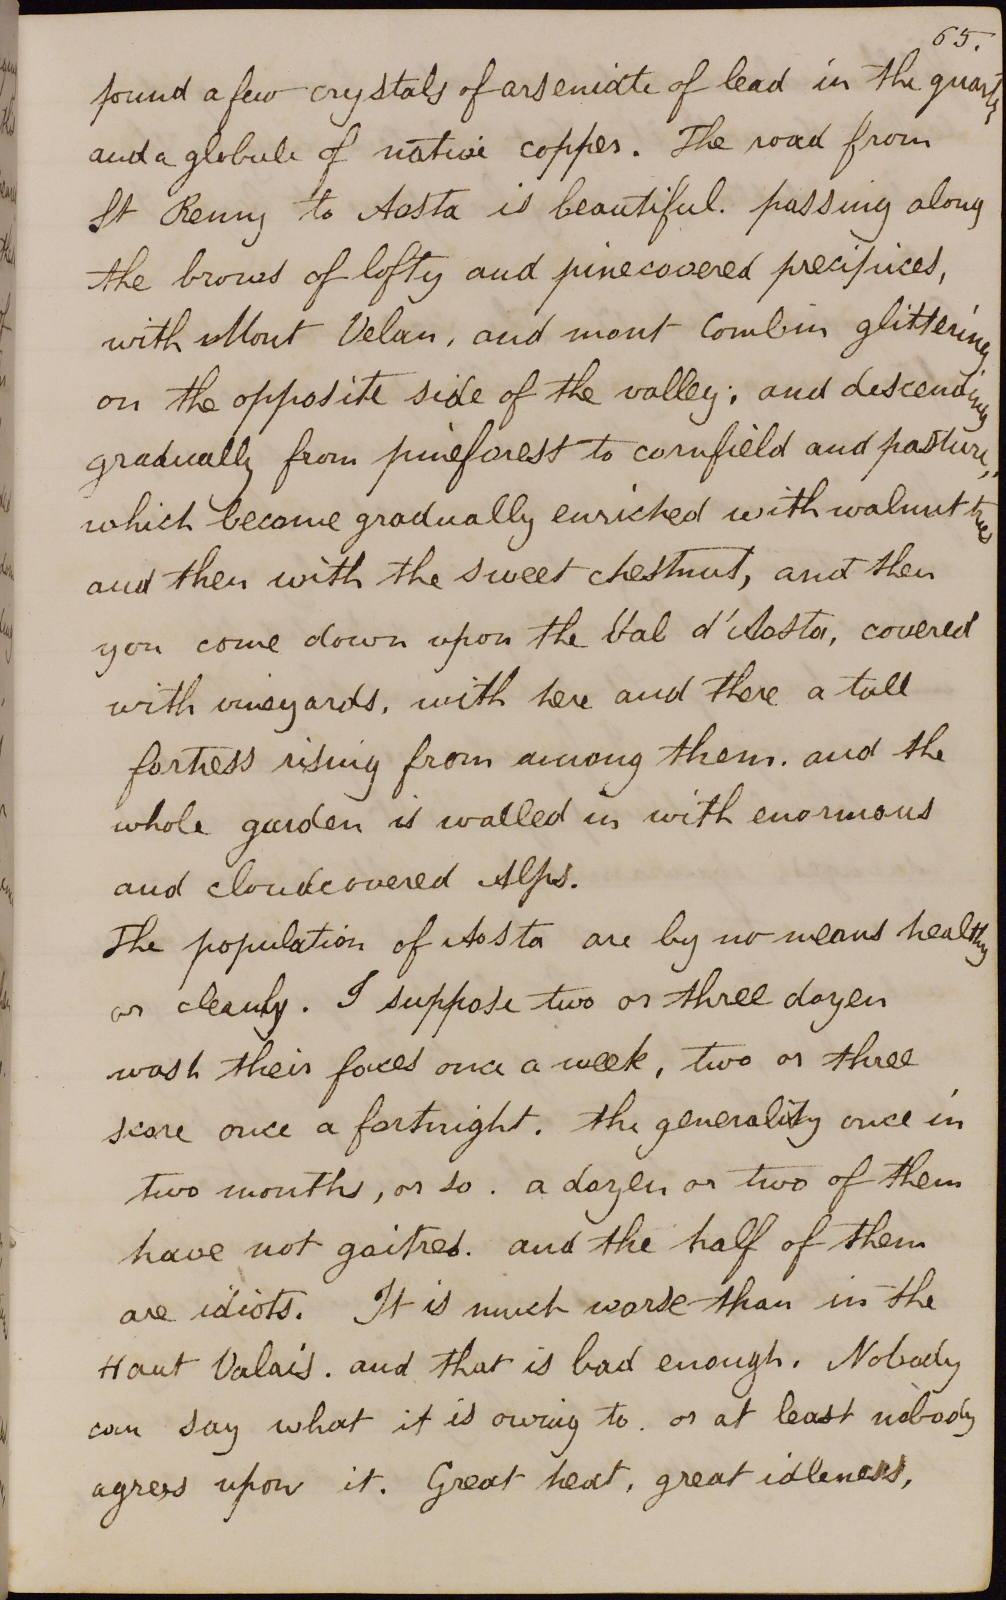 65.
found a few crystals of arseniate of lead in the quartz,
and a globule of native copper. The road from
St Remy to Aosta is beautiful. passing along
the brows of lofty and pinecovered precipices,
with Mont Velan, and mont Combin glittering
on the opposite side of the valley; and descending
gradually from pineforest to cornfield and pasture,
which become gradually enriched with walnut tree
and then with the sweet chestnut, and then
you come down upon the Val d'Aosta, covered
with vineyards, with here and there a tall
fortress rising from among them. and the
whole garden is walled in with enormous
and cloudcovered Alps.
The population of Aosta are by no means healthy
or cleanly. I suppose two or three dozen
wash their faces once a week, two or three
score once a fortnight. the generality once in
two months, or so. a dozen or two of them
have not goitres. and the half of them
are idiots. It is much worse than in the
Haut Valais. and that is bad enough. Nobody
can say what it is owing to. or at least nobody
agrees upon it. Great heat, great idleness,